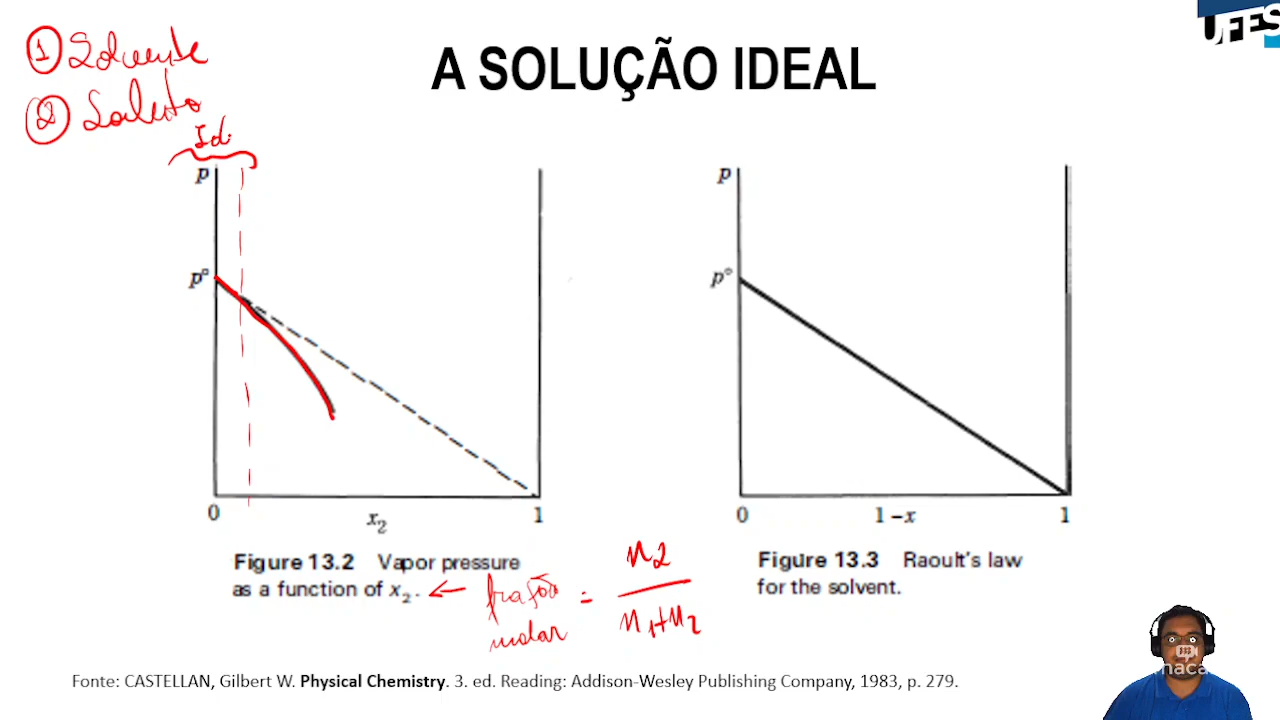 UFES
① Solvente
② Soluto
A SOLUÇÃO IDEAL
Id.
p
p°
0
x₂
1
p
p°
0
1 – x
1
Figure 13.2 Vapor pressure
as a function of x₂. ← fração molar = n₂ / n₁+n₂
Figure 13.3 Raoult's law
for the solvent.
Fonte: CASTELLAN, Gilbert W. Physical Chemistry. 3. ed. Reading: Addison-Wesley Publishing Company, 1983, p. 279.